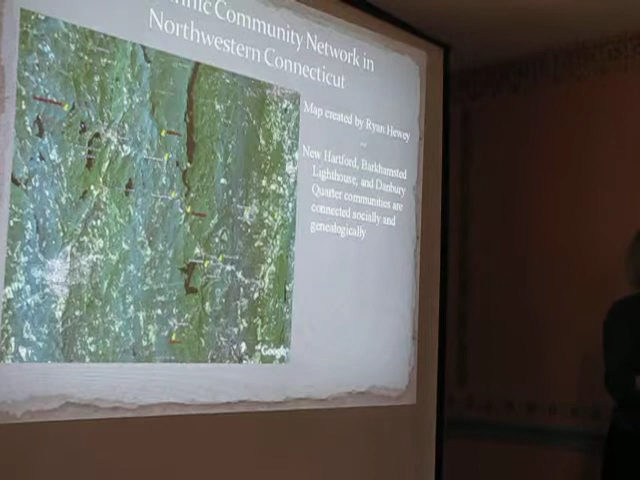 Community Network in
Northwestern Connecticut
Map created by Ryan Hewey
~
New Hartford, Barkhamsted
Lighthouse, and Danbury
Quarter communities are
connected socially and
genealogically
Google